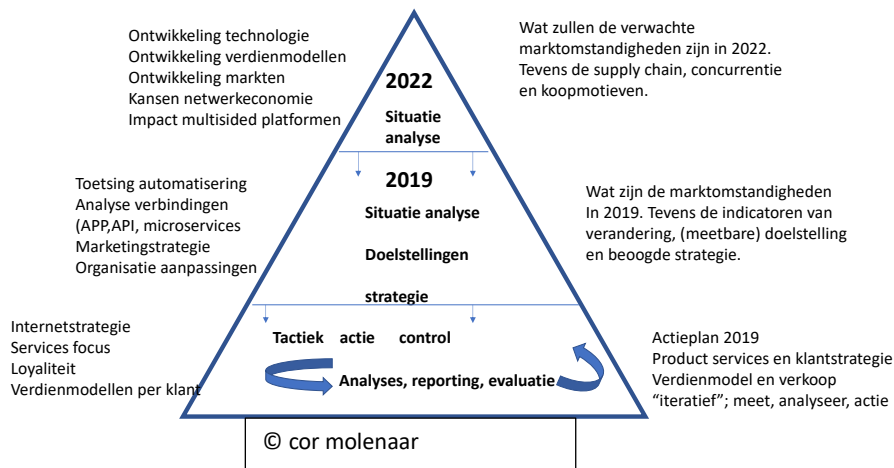 Ontwikkeling technologie
Ontwikkeling verdienmodellen
Ontwikkeling markten
Kansen netwerkeconomie
Impact multisided platformen
2022
Situatie
analyse
Wat zullen de verwachte
marktomstandigheden zijn in 2022.
Tevens de supply chain, concurrentie
en koopmotieven.
Toetsing automatisering
Analyse verbindingen
(APP,API, microservices
Marketingstrategie
Organisatie aanpassingen
2019
Situatie analyse
Doelstellingen
strategie
Wat zijn de marktomstandigheden
In 2019. Tevens de indicatoren van
verandering, (meetbare) doelstelling
en beoogde strategie.
Internetstrategie
Services focus
Loyaliteit
Verdienmodellen per klant
Tactiek actie control
Analyses, reporting, evaluatie
Actieplan 2019
Product services en klantstrategie
Verdienmodel en verkoop
“iteratief”; meet, analyseer, actie
© cor molenaar